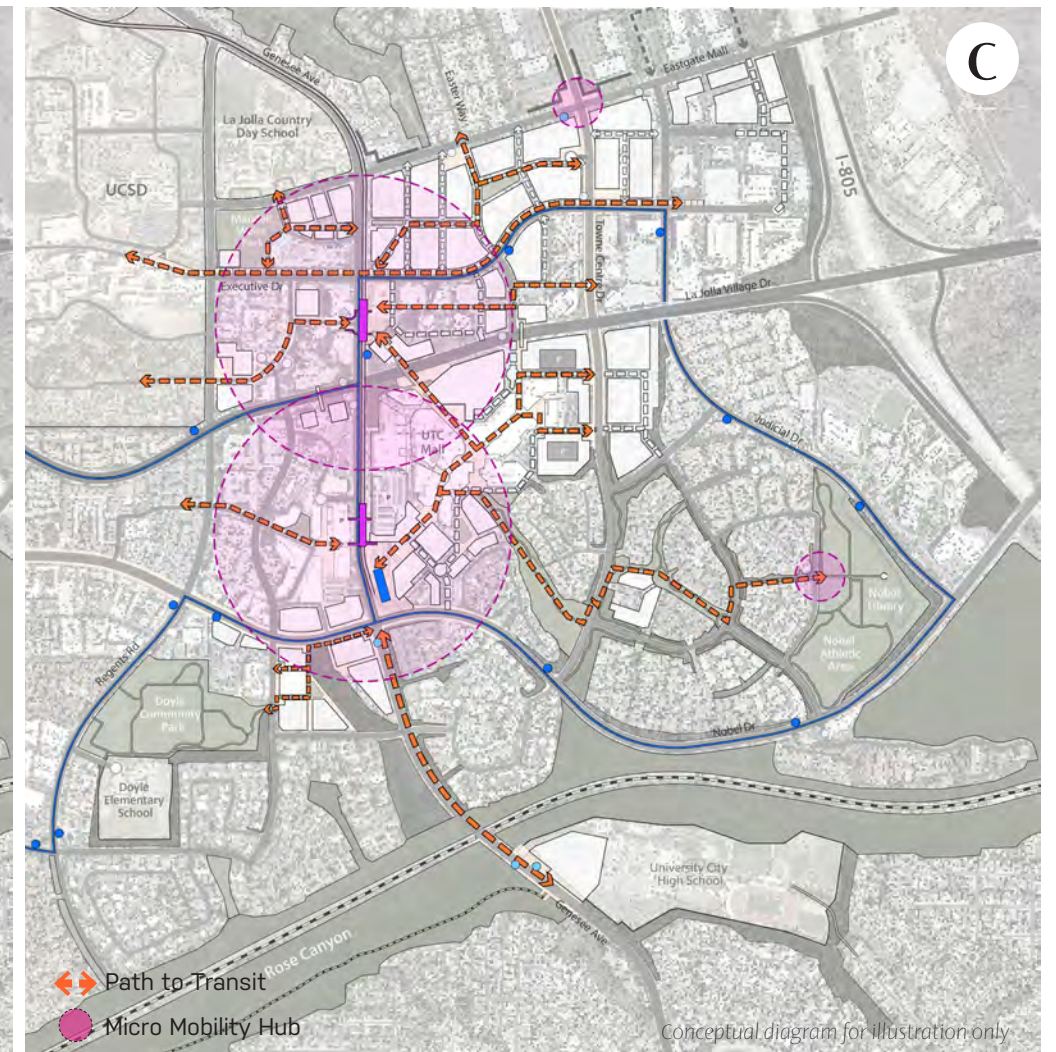 C
Genesee Ave
Easter Way
Eastgate Mall
La Jolla Country
Day School
UCSD
I-805
Towne Centre Dr
Executive Dr
La Jolla Village Dr
UTC
Mall
Judicial Dr
P
P
P
P
Nobel
Library
Nobel
Athletic
Area
Regents Rd
Doyle
Community
Park
Nobel Dr
Doyle
Elementary
School
University City
High School
Genesee Ave
Rose Canyon
Path to Transit
Micro Mobility Hub
Conceptual diagram for illustration only